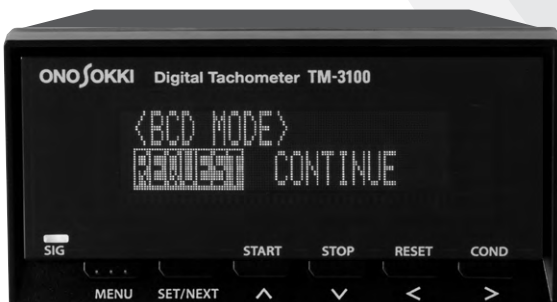 ONO SOKKI Digital Tachometer TM-3100
<BCD MODE>
REQUEST CONTINUE
SIG START STOP RESET COND
MENU SET/NEXT ∧ ∨ < >